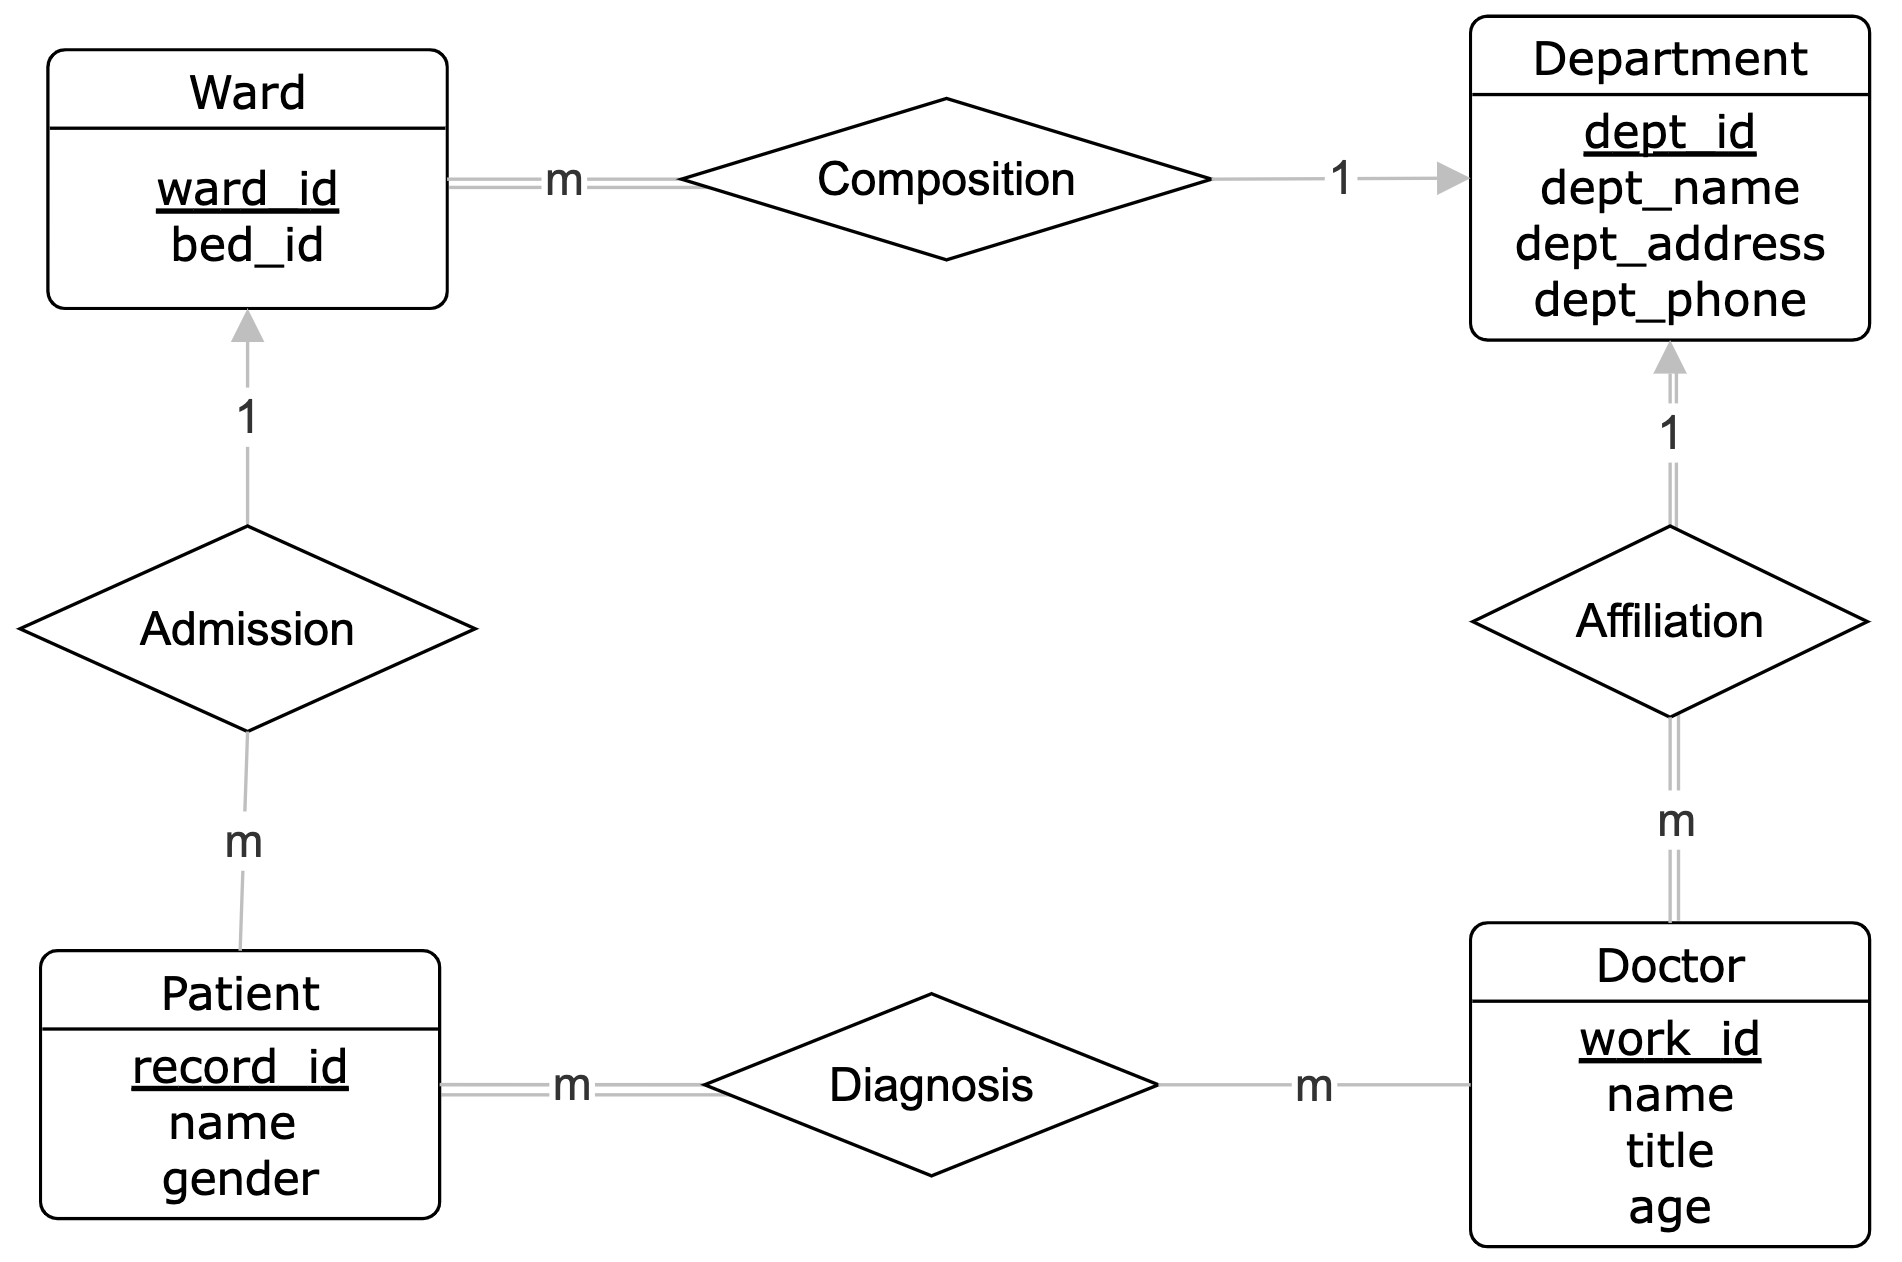 Ward
ward_id
bed_id
m
Composition
1
Department
dept_id
dept_name
dept_address
dept_phone
1
1
Admission
Affiliation
m
m
Patient
record_id
name
gender
m
Diagnosis
m
Doctor
work_id
name
title
age